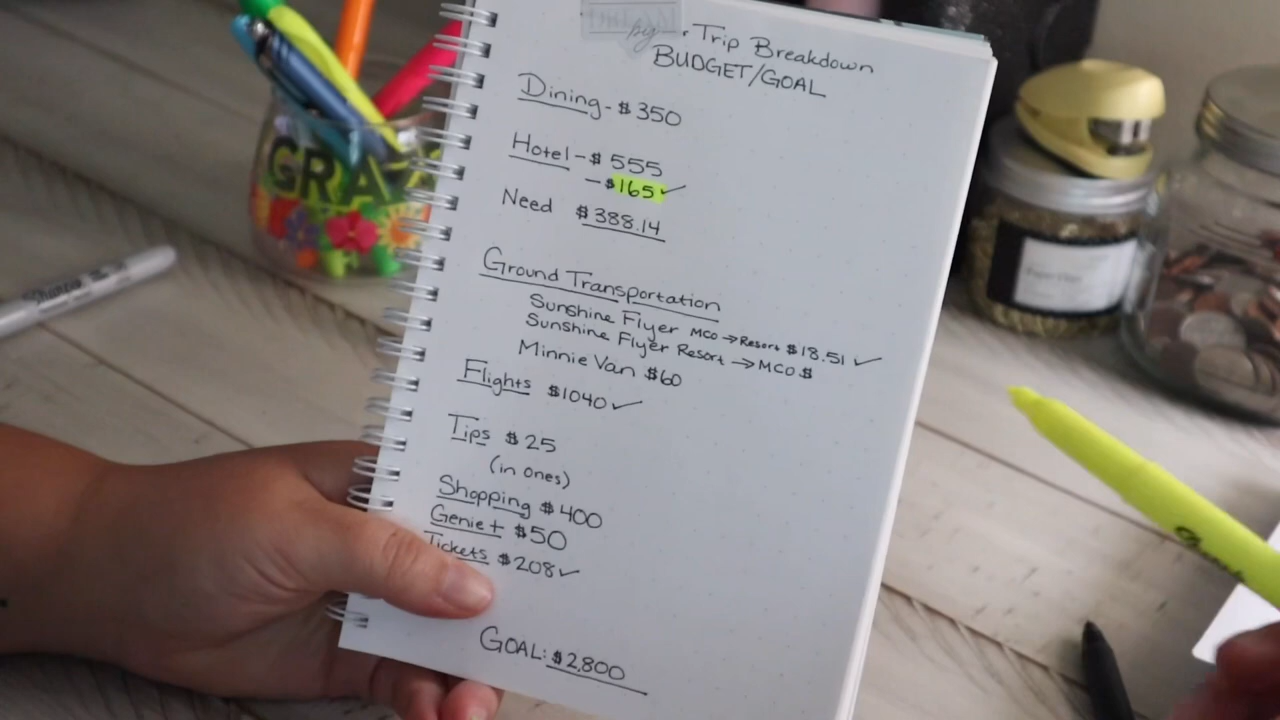 DREAM
by
Trip Breakdown
BUDGET/GOAL
Dining - $350
Hotel - $555
- $165 ✓
Need $388.14
Ground Transportation
Sunshine Flyer MCO → Resort $18.51 ✓
Sunshine Flyer Resort → MCO $
Minnie Van $60
Flights $1040 ✓
Tips $25
(in ones)
Shopping $400
Genie+ $50
Tickets $208 ✓
GOAL: $2,800
GRA
Sharpie